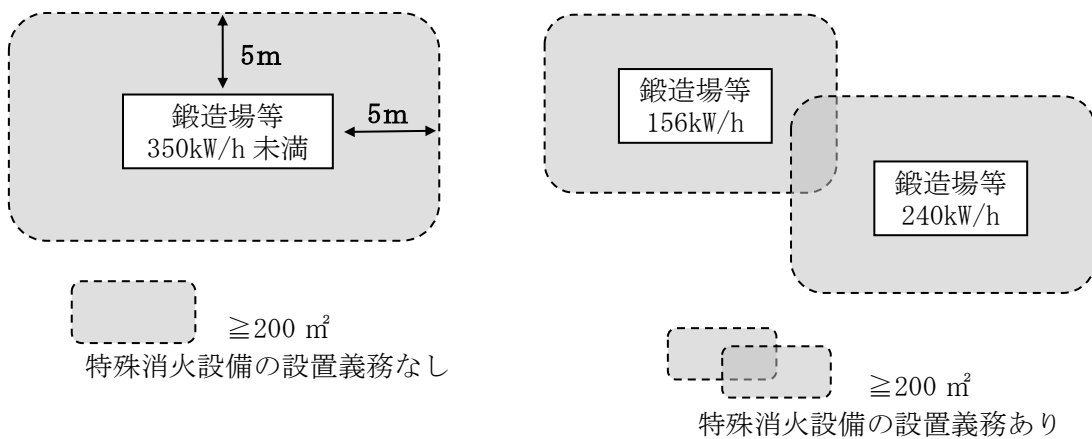 5m
5m
鍛造場等
350kW/h 未満
≧200 ㎡
特殊消火設備の設置義務なし
鍛造場等
156kW/h
鍛造場等
240kW/h
≧200 ㎡
特殊消火設備の設置義務あり